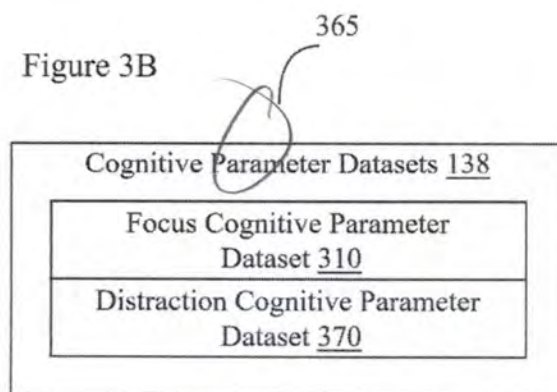 365
Figure 3B
Cognitive Parameter Datasets 138
Focus Cognitive Parameter
Dataset 310
Distraction Cognitive Parameter
Dataset 370